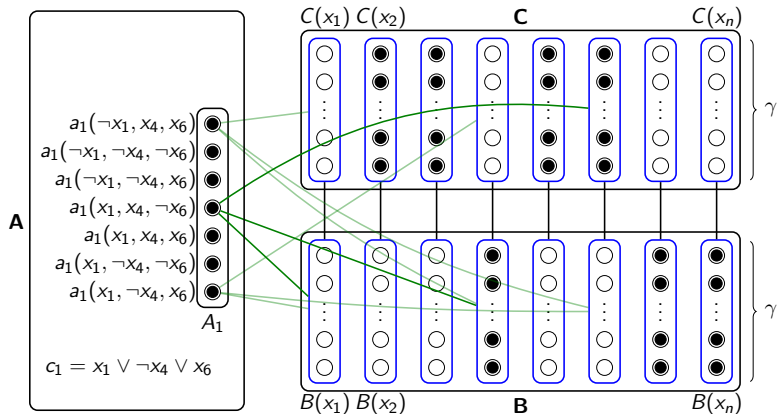 C(x₁) C(x₂) C C(xₙ)
γ
a₁(¬x₁, x₄, x₆)
a₁(¬x₁, ¬x₄, ¬x₆)
a₁(¬x₁, ¬x₄, x₆)
A a₁(x₁, x₄, ¬x₆)
a₁(x₁, x₄, x₆)
a₁(x₁, ¬x₄, ¬x₆)
a₁(x₁, ¬x₄, x₆)
A₁
γ
c₁ = x₁ ∨ ¬x₄ ∨ x₆
B(x₁) B(x₂) B B(xₙ)